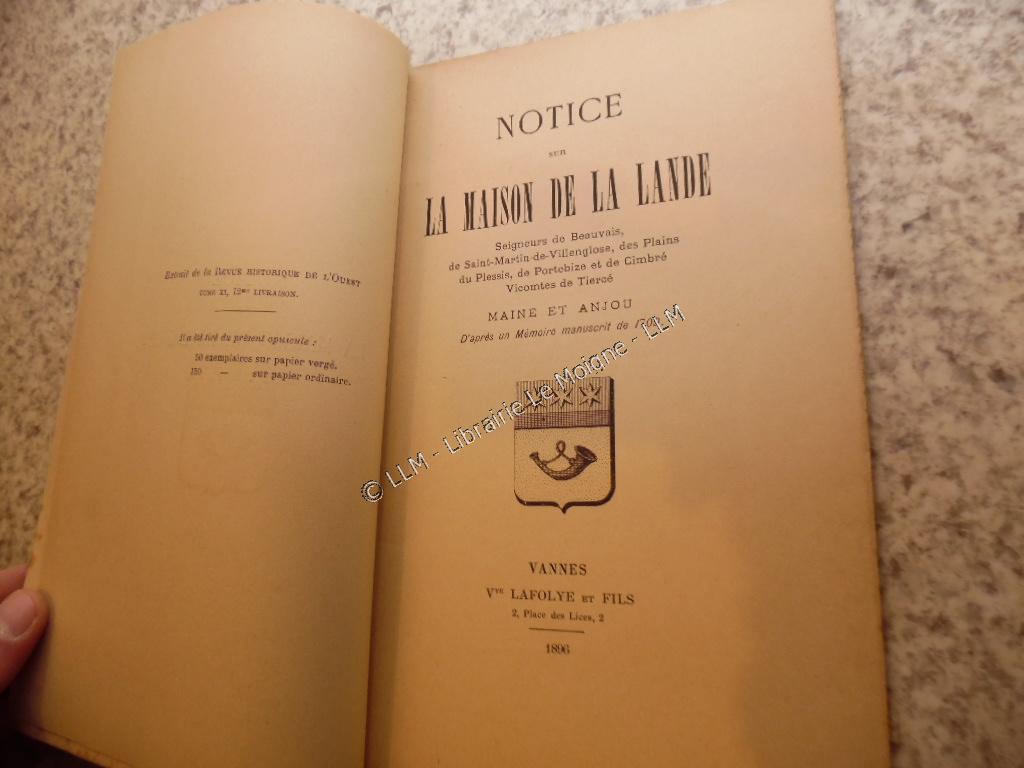 Extrait de la REVUE HISTORIQUE DE L'OUEST
TOME XI, 12me LIVRAISON.
Il a été tiré du présent opuscule :
50 exemplaires sur papier vergé.
150 — sur papier ordinaire.
NOTICE
SUR
LA MAISON DE LA LANDE
Seigneurs de Beauvais,
de Saint-Martin-de-Villenglose, des Plains
du Plessis, de Portebize et de Cimbré
Vicomtes de Tiercé
MAINE ET ANJOU
D'après un Mémoire manuscrit de
© LLM - Librairie Le Moigne - LLM
VANNES
Vve LAFOLYE ET FILS
2, Place des Lices, 2
1896